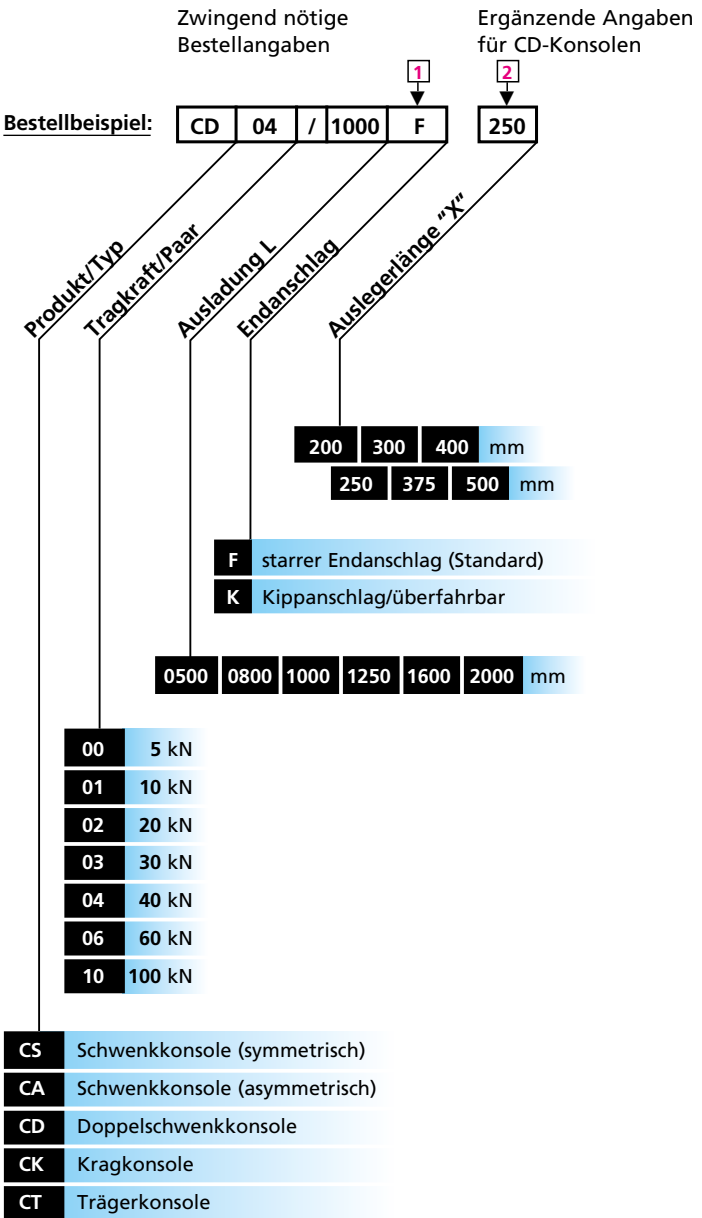 Zwingend nötige
Bestellangaben
Ergänzende Angaben
für CD-Konsolen
1
2
Bestellbeispiel:
CD 04 / 1000 F 250
Produkt/Typ
Tragkraft/Paar
Ausladung L
Endanschlag
Auslegerlänge "X"
200 300 400 mm
250 375 500 mm
F starrer Endanschlag (Standard)
K Kippanschlag/überfahrbar
0500 0800 1000 1250 1600 2000 mm
00 5 kN
01 10 kN
02 20 kN
03 30 kN
04 40 kN
06 60 kN
10 100 kN
CS Schwenkkonsole (symmetrisch)
CA Schwenkkonsole (asymmetrisch)
CD Doppelschwenkkonsole
CK Kragkonsole
CT Trägerkonsole